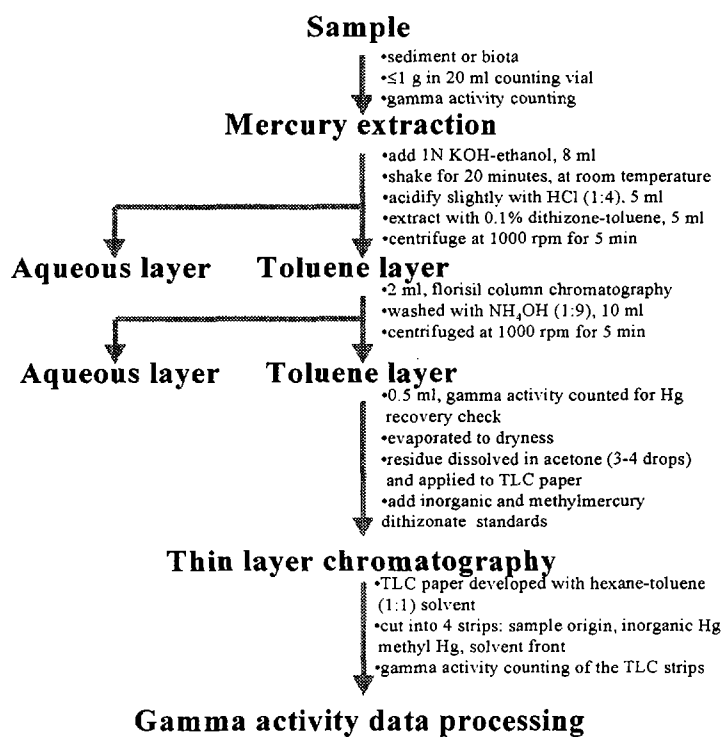 Sample
•sediment or biota
•≤1 g in 20 ml counting vial
•gamma activity counting
Mercury extraction
•add 1N KOH-ethanol, 8 ml
•shake for 20 minutes, at room temperature
•acidify slightly with HCl (1:4), 5 ml
•extract with 0.1% dithizone-toluene, 5 ml
•centrifuge at 1000 rpm for 5 min
Aqueous layer Toluene layer
•2 ml, florisil column chromatography
•washed with NH₄OH (1:9), 10 ml
•centrifuged at 1000 rpm for 5 min
Aqueous layer Toluene layer
•0.5 ml, gamma activity counted for Hg
recovery check
•evaporated to dryness
•residue dissolved in acetone (3-4 drops)
and applied to TLC paper
•add inorganic and methylmercury
dithizonate standards
Thin layer chromatography
•TLC paper developed with hexane-toluene
(1:1) solvent
•cut into 4 strips: sample origin, inorganic Hg
methyl Hg, solvent front
•gamma activity counting of the TLC strips
Gamma activity data processing